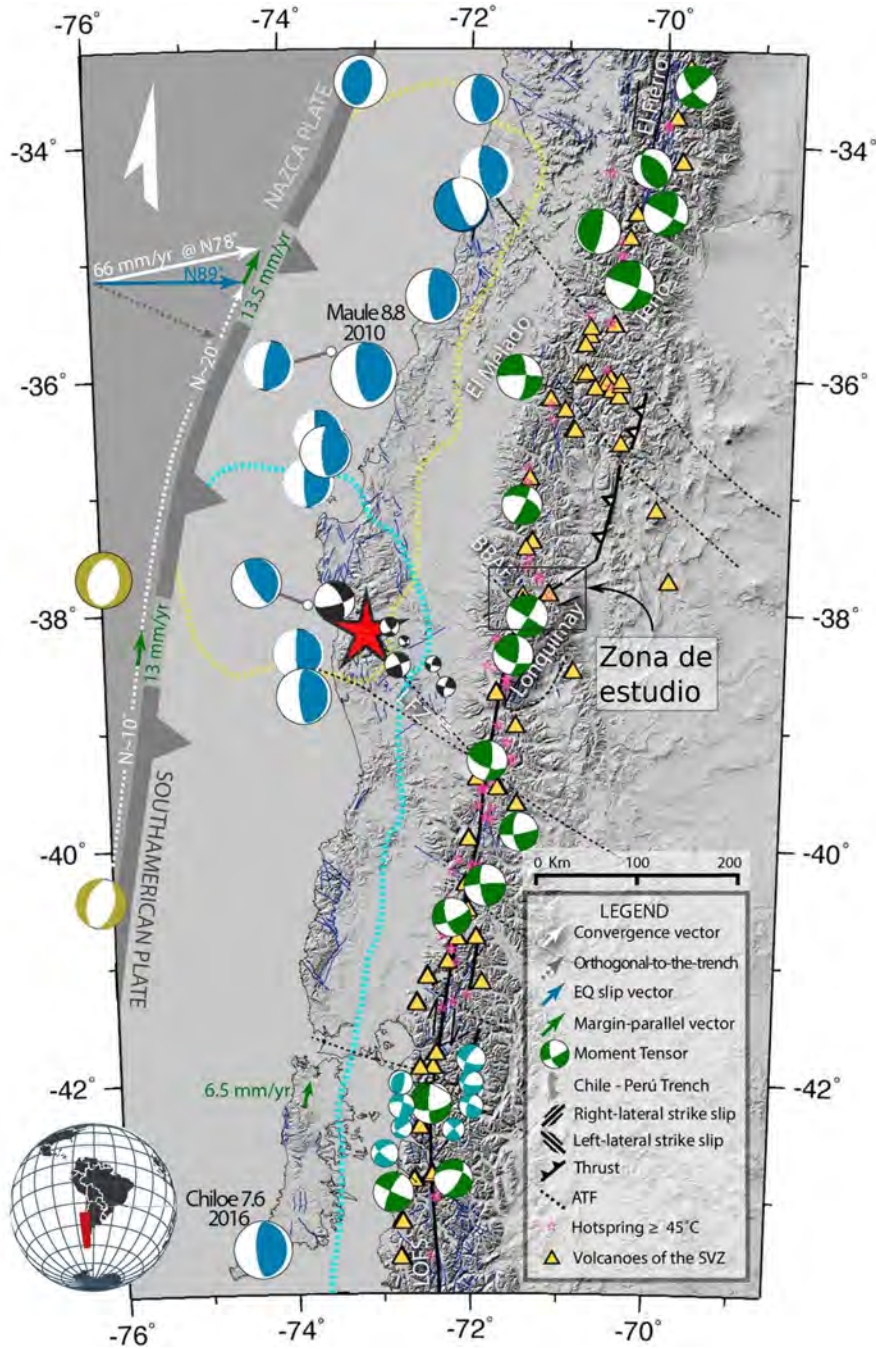 -76°
-74°
-72°
-70°
-34°
-34°
El Fierro
NAZCA PLATE
66 mm/yr @ N78°
N89°
13.5 mm/yr
Maule 8.8
2010
N~20°
El Melado
-36°
-36°
-38°
-38°
13 mm/yr
Lonquimay
Zona de
estudio
LFZ
N~10°
SOUTHAMERICAN PLATE
-40°
-40°
0 Km 100 200
LEGEND
Convergence vector
Orthogonal-to-the-trench
EQ slip vector
Margin-parallel vector
Moment Tensor
Chile - Perú Trench
Right-lateral strike slip
Left-lateral strike slip
Thrust
ATF
Hotspring ≥ 45°C
Volcanoes of the SVZ
-42°
-42°
6.5 mm/yr
Chiloe 7.6
2016
LOFS
-76°
-74°
-72°
-70°